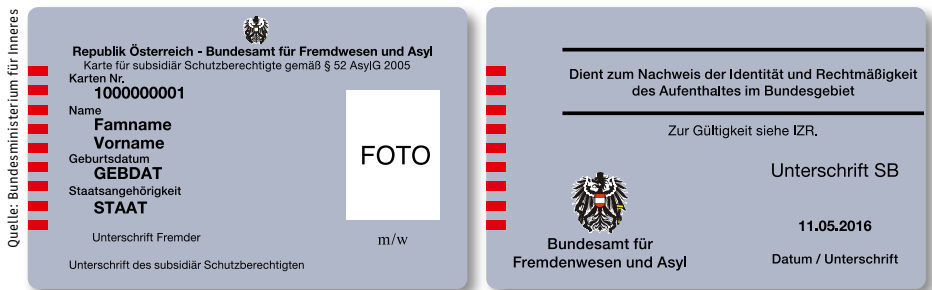 Quelle: Bundesministerium für Inneres
Republik Österreich - Bundesamt für Fremdwesen und Asyl
Karte für subsidiär Schutzberechtigte gemäß § 52 AsylG 2005
Karten Nr.
1000000001
Name
Famname
Vorname
Geburtsdatum
GEBDAT
Staatsangehörigkeit
STAAT
FOTO
Unterschrift Fremder
m/w
Unterschrift des subsidiär Schutzberechtigten
Dient zum Nachweis der Identität und Rechtmäßigkeit
des Aufenthaltes im Bundesgebiet
Zur Gültigkeit siehe IZR.
Unterschrift SB
11.05.2016
Bundesamt für
Fremdenwesen und Asyl
Datum / Unterschrift